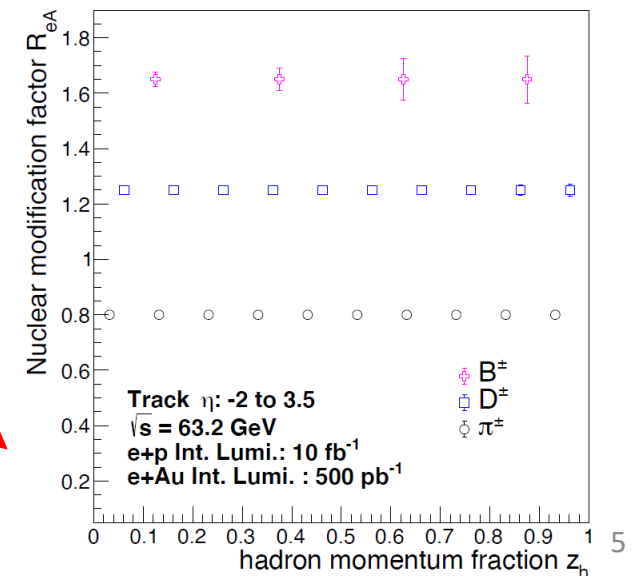 Nuclear modification factor R_eA
1.8
1.6
1.4
1.2
1
0.8
0.6
0.4
0.2
B±
D±
π±
Track η: -2 to 3.5
√s = 63.2 GeV
e+p Int. Lumi.: 10 fb⁻¹
e+Au Int. Lumi. : 500 pb⁻¹
0 0.1 0.2 0.3 0.4 0.5 0.6 0.7 0.8 0.9 1
hadron momentum fraction z_h
5